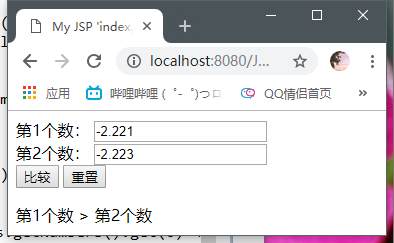 My JSP 'index.
localhost:8080/J...
应用 哔哩哔哩 ( ゜- ゜)つロ QQ情侣首页 »
第1个数： -2.221
第2个数： -2.223
比较 重置
第1个数 > 第2个数